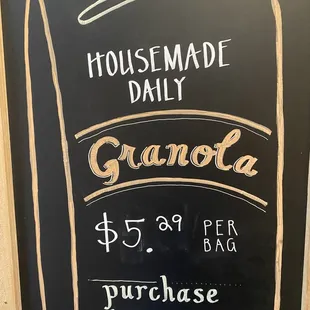 HOUSEMADE
DAILY
Granola
$5.29 PER
BAG
purchase